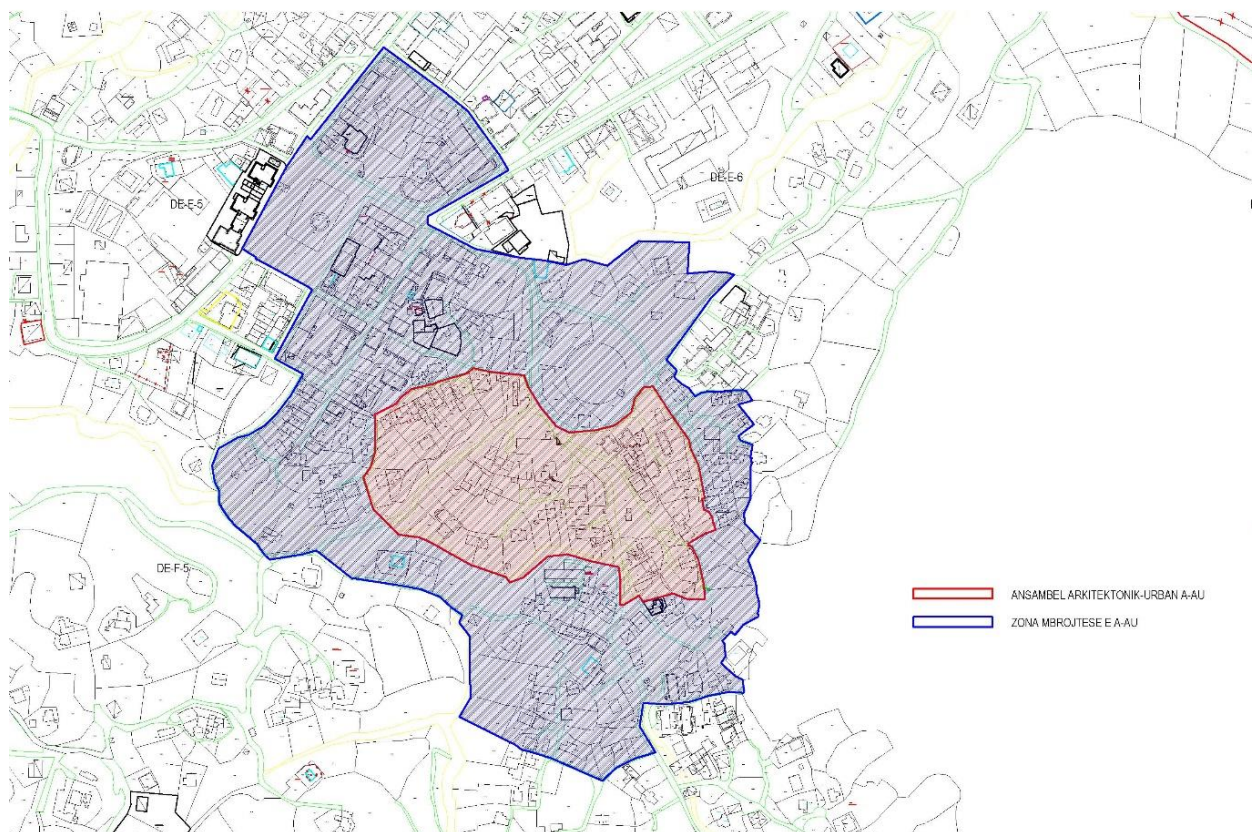 DE-E-6
DE-E-5
DE-F-5
ANSAMBEL ARKITEKTONIK-URBAN A-AU
ZONA MBROJTESE E A-AU